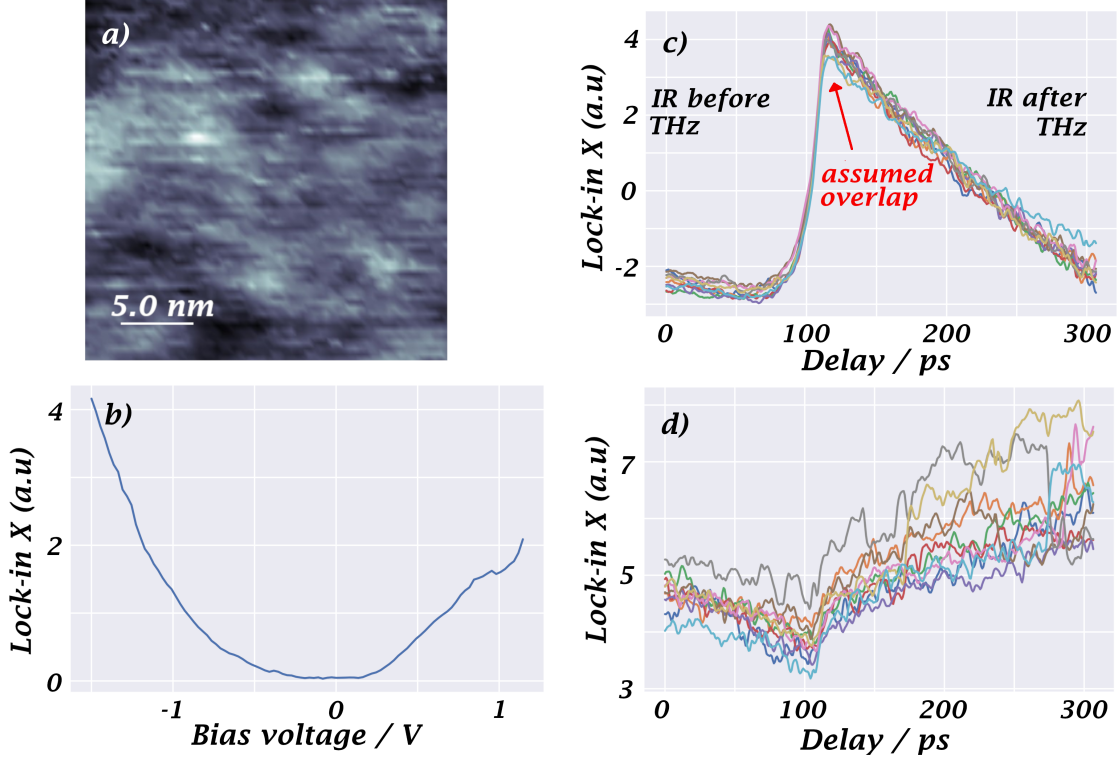 a)
5.0 nm
b)
Lock-in X (a.u)
4
2
0
-1
0
1
Bias voltage / V
c)
IR before
THz
IR after
THz
assumed
overlap
Lock-in X (a.u)
4
2
0
-2
0
100
200
300
Delay / ps
d)
Lock-in X (a.u)
7
5
3
0
100
200
300
Delay / ps